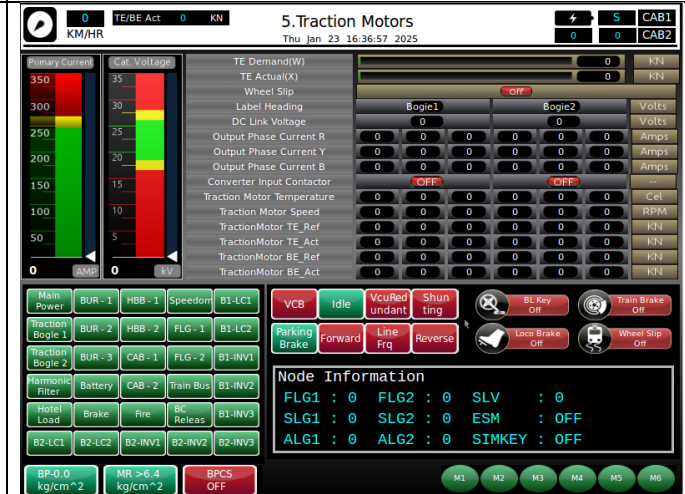 0 KM/HR
TE/BE Act 0 KN
5.Traction Motors
Thu Jan 23 16:36:57 2025
S CAB1
0 0 CAB2
Primary Current
350
300
250
200
150
100
50
0 AMP
Cat. Voltage
35
30
25
20
15
10
5
0 kV
TE Demand(W) 0 KN
TE Actual(X) 0 KN
Wheel Slip Off
Label Heading Bogie1 Bogie2 Volts
DC Link Voltage 0 0 Volts
Output Phase Current R 0 0 0 0 0 0 Amps
Output Phase Current Y 0 0 0 0 0 0 Amps
Output Phase Current B 0 0 0 0 0 0 Amps
Converter Input Contactor OFF OFF --
Traction Motor Temperature 0 0 0 0 0 0 Cel
Traction Motor Speed 0 0 0 0 0 0 RPM
TractionMotor TE_Ref 0 0 0 0 0 0 KN
TractionMotor TE_Act 0 0 0 0 0 0 KN
TractionMotor BE_Ref 0 0 0 0 0 0 KN
TractionMotor BE_Act 0 0 0 0 0 0 KN
Main Power BUR - 1 HBB - 1 Speedom B1-LC1
Traction Bogie 1 BUR - 2 HBB - 2 FLG - 1 B1-LC2
Traction Bogie 2 BUR - 3 CAB - 1 FLG - 2 B1-INV1
Harmonic Filter Battery CAB - 2 Train Bus B1-INV2
Hotel Load Brake Fire BC Releas B1-INV3
B2-LC1 B2-LC2 B2-INV1 B2-INV2 B2-INV3
BP-0.0 kg/cm^2 MR >6.4 kg/cm^2 BPCS OFF
VCB Idle VcuRed undant Shun ting
Parking Brake Forward Line Frq Reverse
BL Key Off
Train Brake Off
Loco Brake Off
Wheel Slip Off
Node Information
FLG1 : 0 FLG2 : 0 SLV : 0
SLG1 : 0 SLG2 : 0 ESM : OFF
ALG1 : 0 ALG2 : 0 SIMKEY : OFF
M1 M2 M3 M4 M5 M6